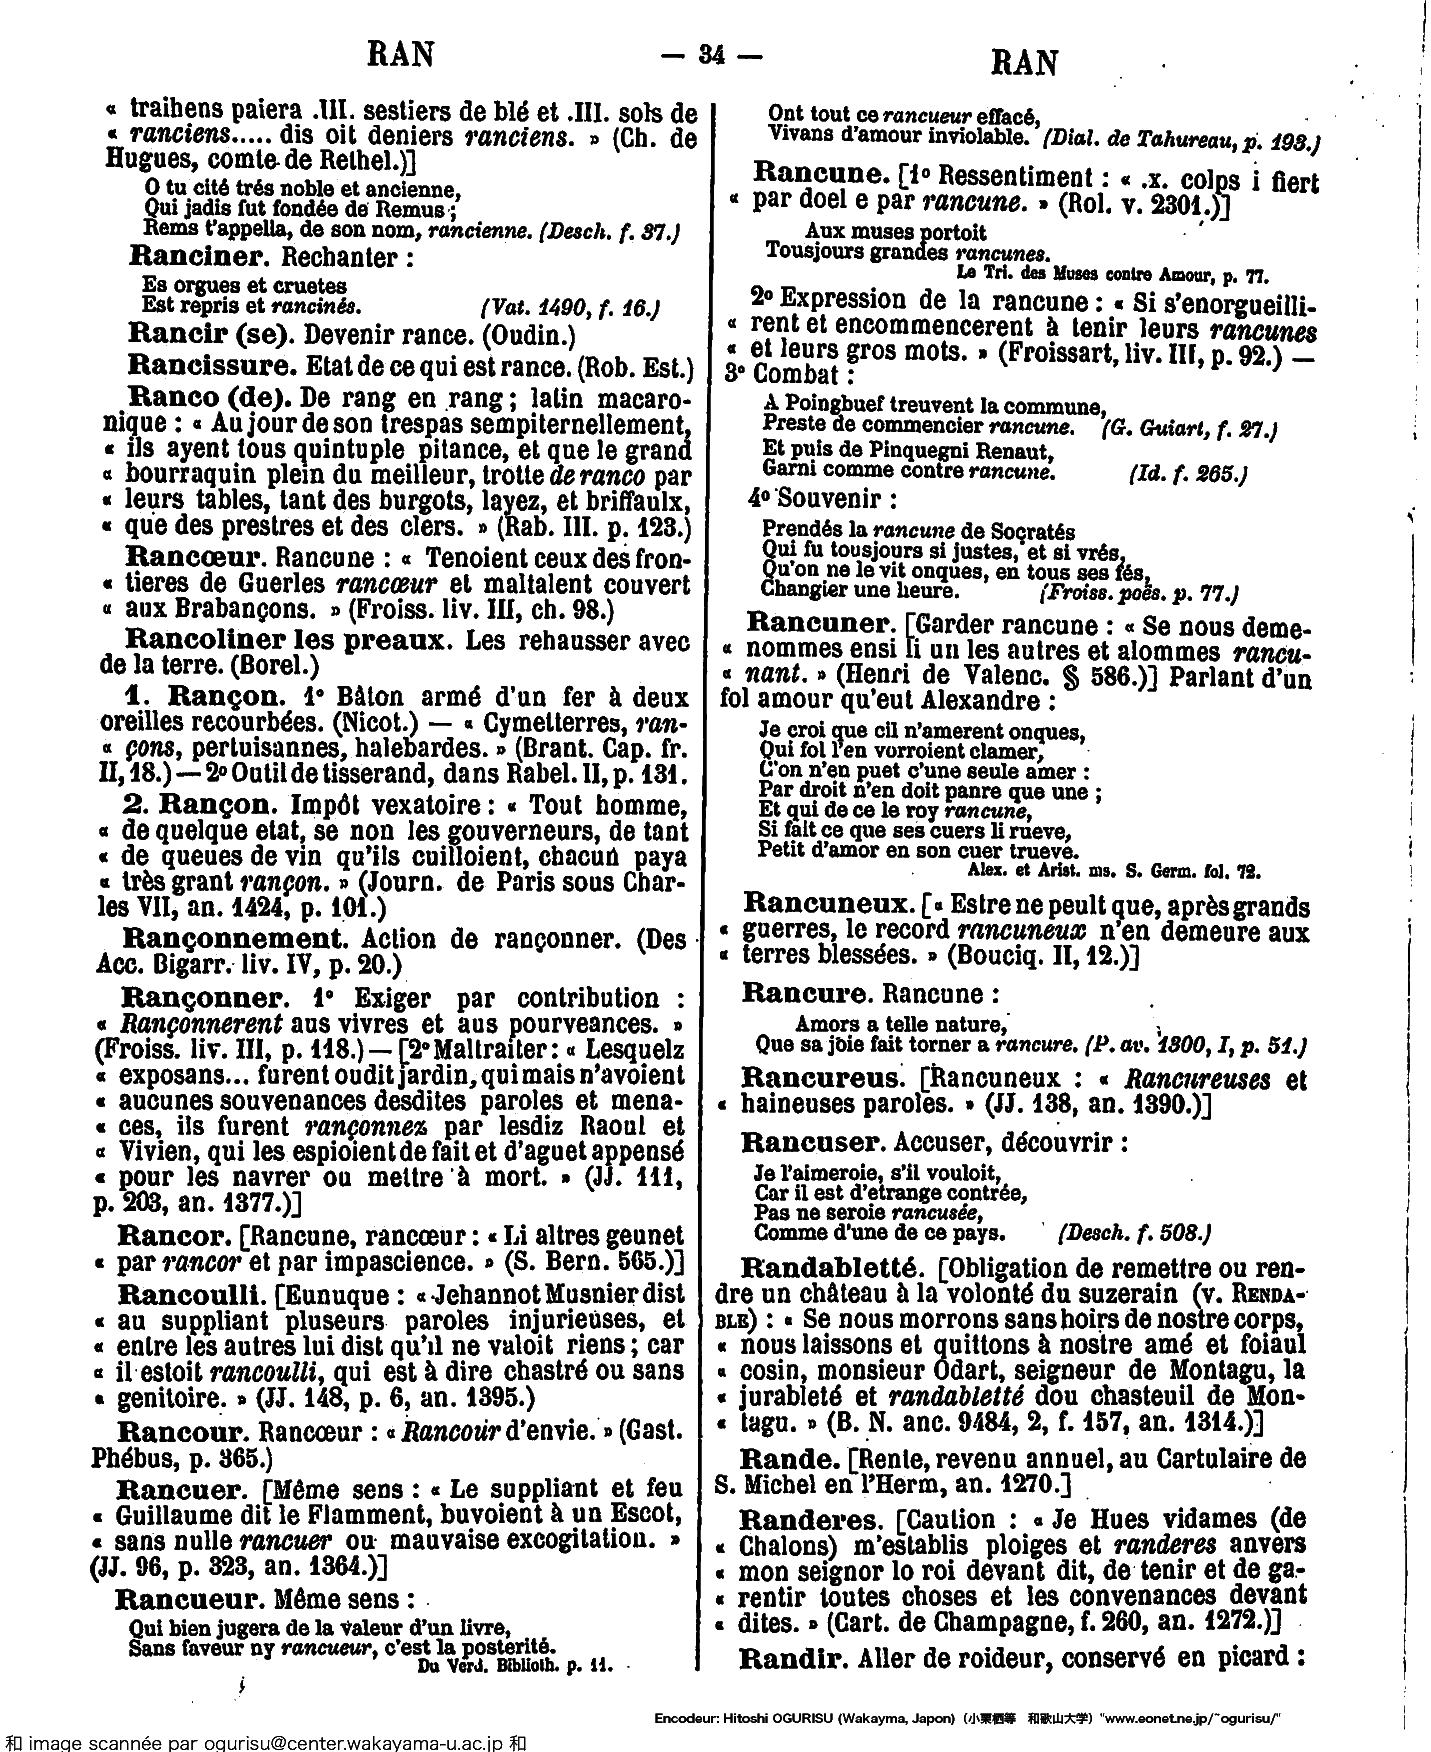 RAN — 34 — RAN
« traihens paiera .III. sestiers de blé et .III. sols de
« ranciens..... dis oit deniers ranciens. » (Ch. de
Hugues, comte de Rethel.)]
O tu cité trés noble et ancienne,
Qui jadis fut fondée de Remus ;
Rems t'appella, de son nom, rancienne. (Desch. f. 37.)
Ranciner. Rechanter :
Es orgues et cruetes
Est repris et rancinés. (Vat. 1490, f. 16.)
Rancir (se). Devenir rance. (Oudin.)
Rancissure. Etat de ce qui est rance. (Rob. Est.)
Ranco (de). De rang en rang ; latin macaro-
nique : « Au jour de son trespas sempiternellement,
« ils ayent tous quintuple pitance, et que le grand
« bourraquin plein du meilleur, trotte de ranco par
« leurs tables, tant des burgots, layez, et briffaulx,
« que des prestres et des clers. » (Rab. III. p. 123.)
Rancœur. Rancune : « Tenoient ceux des fron-
« tieres de Guerles rancœur et maltalent couvert
« aux Brabançons. » (Froiss. liv. III, ch. 98.)
Rancoliner les preaux. Les rehausser avec
de la terre. (Borel.)
1. Rançon. 1° Bâton armé d'un fer à deux
oreilles recourbées. (Nicot.) — « Cymetterres, ran-
« çons, pertuisannes, halebardes. » (Brant. Cap. fr.
II, 18.) — 2° Outil de tisserand, dans Rabel. II, p. 131.
2. Rançon. Impôt vexatoire : « Tout homme,
« de quelque etat, se non les gouverneurs, de tant
« de queues de vin qu'ils cuilloient, chacun paya
« très grant rançon. » (Journ. de Paris sous Char-
les VII, an. 1424, p. 101.)
Rançonnement. Action de rançonner. (Des
Acc. Bigarr. liv. IV, p. 20.)
Rançonner. 1° Exiger par contribution :
« Rançonnerent aus vivres et aus pourveances. »
(Froiss. liv. III, p. 118.) — [2° Maltraiter : « Lesquelz
« exposans... furent oudit jardin, qui mais n'avoient
« aucunes souvenances desdites paroles et mena-
« ces, ils furent rançonnez par lesdiz Raoul et
« Vivien, qui les espioient de fait et d'aguet appensé
« pour les navrer ou mettre à mort. » (JJ. 111,
p. 203, an. 1377.)]
Rancor. [Rancune, rancœur : « Li altres geunet
« par rancor et par impascience. » (S. Bern. 565.)]
Rancoulli. [Eunuque : « Jehannot Musnier dist
« au suppliant pluseurs paroles injurieuses, et
« entre les autres lui dist qu'il ne valoit riens ; car
« il estoit rancoulli, qui est à dire chastré ou sans
« genitoire. » (JJ. 148, p. 6, an. 1395.)
Rancour. Rancœur : « Rancour d'envie. » (Gast.
Phébus, p. 365.)
Rancuer. [Même sens : « Le suppliant et feu
« Guillaume dit le Flamment, buvoient à un Escot,
« sans nulle rancuer ou mauvaise excogitation. »
(JJ. 96, p. 323, an. 1364.)]
Rancueur. Même sens :
Qui bien jugera de la valeur d'un livre,
Sans faveur ny rancueur, c'est la posterité.
Du Verd. Biblioth. p. 11.
Ont tout ce rancueur effacé,
Vivans d'amour inviolable. (Dial. de Tahureau, p. 193.)
Rancune. [1° Ressentiment : « .x. colps i fiert
« par doel e par rancune. » (Rol. v. 2301.)]
Aux muses portoit
Tousjours grandes rancunes.
Le Tri. des Muses contre Amour, p. 77.
2° Expression de la rancune : « Si s'enorgueilli-
« rent et encommencerent à tenir leurs rancunes
« et leurs gros mots. » (Froissart, liv. III, p. 92.) —
3° Combat :
A Poingbuef treuvent la commune,
Preste de commencier rancune. (G. Guiart, f. 27.)
Et puis de Pinquegni Renaut,
Garni comme contre rancune. (Id. f. 265.)
4° Souvenir :
Prendés la rancune de Socratés
Qui fu tousjours si justes, et si vrés,
Qu'on ne le vit onques, en tous ses fés,
Changier une heure. (Froiss. poës. p. 77.)
Rancuner. [Garder rancune : « Se nous deme-
« nommes ensi li un les autres et alommes rancu-
« nant. » (Henri de Valenc. § 586.)] Parlant d'un
fol amour qu'eut Alexandre :
Je croi que cil n'amerent onques,
Qui fol l'en vorroient clamer,
C'on n'en puet c'une seule amer :
Par droit n'en doit panre que une ;
Et qui de ce le roy rancune,
Si fait ce que ses cuers li rueve,
Petit d'amor en son cuer trueve.
Alex. et Arist. ms. S. Germ. fol. 72.
Rancuneux. [« Estre ne peult que, après grands
« guerres, le record rancuneux n'en demeure aux
« terres blessées. » (Bouciq. II, 12.)]
Rancure. Rancune :
Amors a telle nature,
Que sa joie fait torner a rancure. (P. av. 1300, I, p. 51.)
Rancureus. [Rancuneux : « Rancureuses et
« haineuses paroles. » (JJ. 138, an. 1390.)]
Rancuser. Accuser, découvrir :
Je l'aimeroie, s'il vouloit,
Car il est d'etrange contrée,
Pas ne seroie rancusée,
Comme d'une de ce pays. (Desch. f. 508.)
Randabletté. [Obligation de remettre ou ren-
dre un château à la volonté du suzerain (v. RENDA-
BLE) : « Se nous morrons sans hoirs de nostre corps,
« nous laissons et quittons à nostre amé et foiaul
« cosin, monsieur Odart, seigneur de Montagu, la
« jurableté et randabletté dou chasteuil de Mon-
« tagu. » (B. N. anc. 9484, 2, f. 157, an. 1314.)]
Rande. [Rente, revenu annuel, au Cartulaire de
S. Michel en l'Herm, an. 1270.]
Randeres. [Caution : « Je Hues vidames (de
« Chalons) m'establis ploiges et randeres anvers
« mon seignor lo roi devant dit, de tenir et de ga-
« rentir toutes choses et les convenances devant
« dites. » (Cart. de Champagne, f. 260, an. 1272.)]
Randir. Aller de roideur, conservé en picard :
Encodeur: Hitoshi OGURISU (Wakayma, Japon) (小栗栖等 和歌山大学) "www.eonet.ne.jp/~ogurisu/"
和 image scannée par ogurisu@center.wakayama-u.ac.jp 和